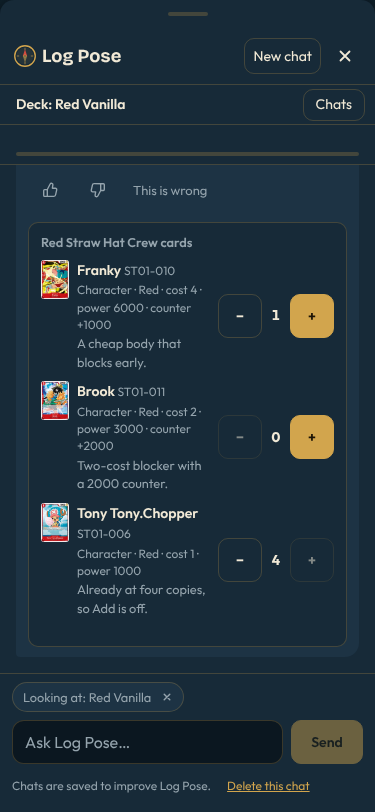 Log Pose
New chat
Deck: Red Vanilla
Chats
This is wrong
Red Straw Hat Crew cards
Franky ST01-010
Character · Red · cost 4 ·
power 6000 · counter
+1000
A cheap body that
blocks early.
− 1 +
Brook ST01-011
Character · Red · cost 2 ·
power 3000 · counter
+2000
Two-cost blocker with
a 2000 counter.
− 0 +
Tony Tony.Chopper
ST01-006
Character · Red · cost 1 ·
power 1000
Already at four copies,
so Add is off.
− 4 +
Looking at: Red Vanilla ×
Ask Log Pose...
Send
Chats are saved to improve Log Pose. Delete this chat